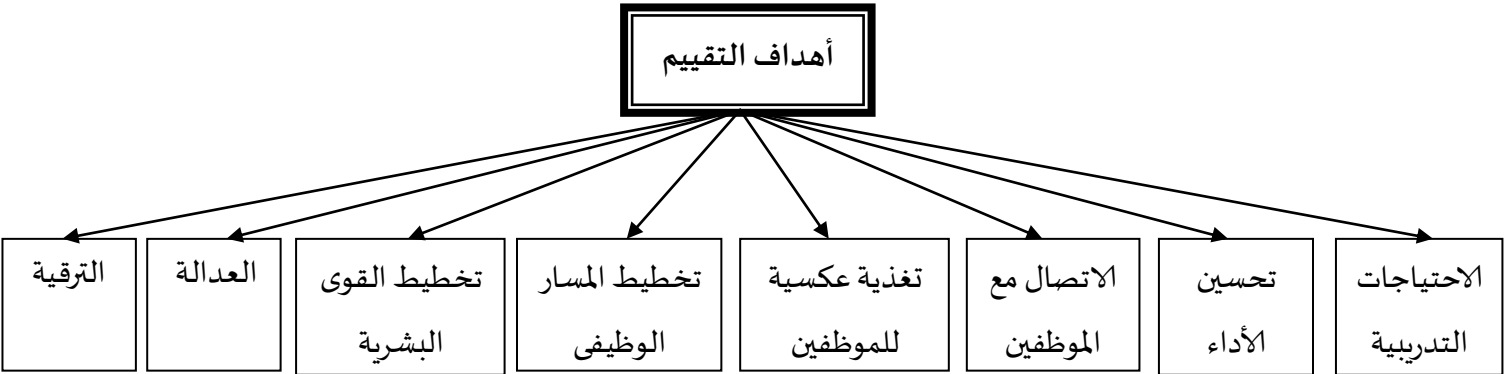 أهداف التقييم
الاحتياجات
التدريبية
تحسين
الأداء
الاتصال مع
الموظفين
تغذية عكسية
للموظفين
تخطيط المسار
الوظيفى
تخطيط القوى
البشرية
العدالة
الترقية